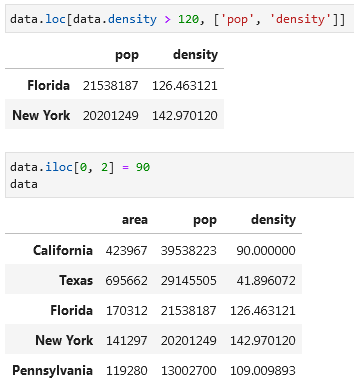 data.loc[data.density > 120, ['pop', 'density']]
pop density
Florida 21538187 126.463121
New York 20201249 142.970120
data.iloc[0, 2] = 90
data
area pop density
California 423967 39538223 90.000000
Texas 695662 29145505 41.896072
Florida 170312 21538187 126.463121
New York 141297 20201249 142.970120
Pennsylvania 119280 13002700 109.009893